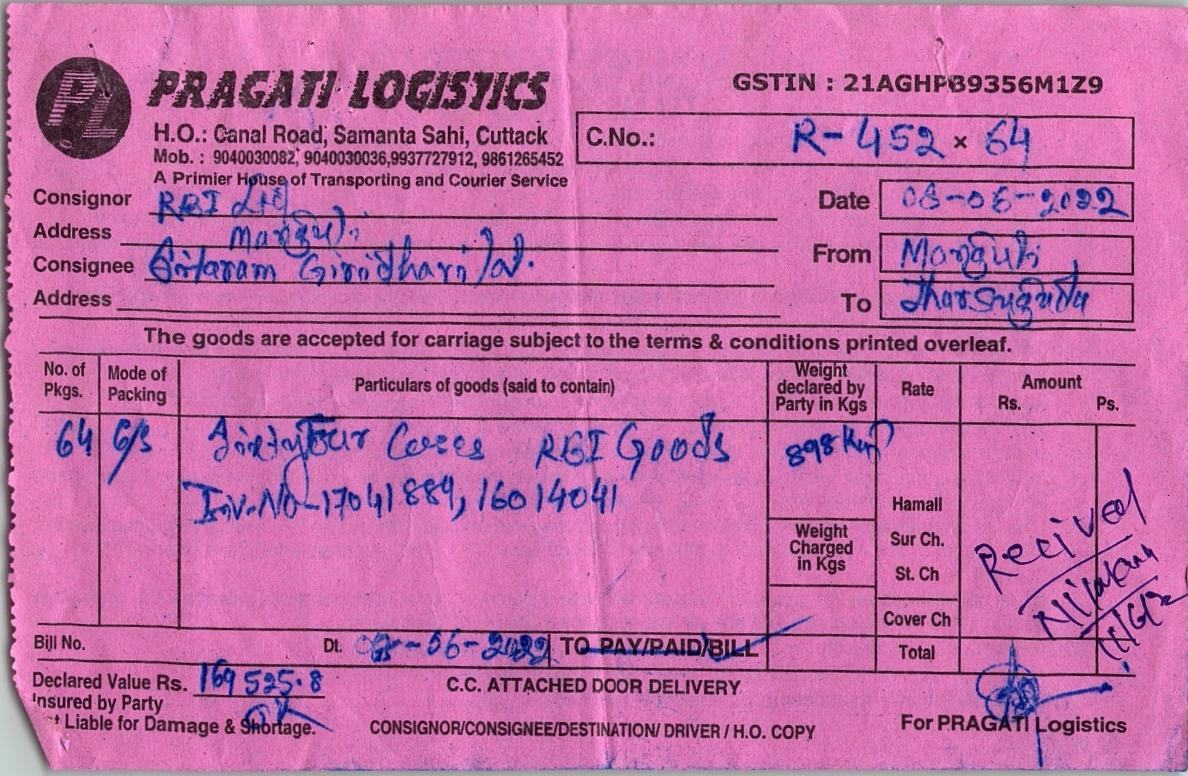 PRAGATI LOGISTICS
GSTIN : 21AGHPB9356M1Z9
H.O.: Canal Road, Samanta Sahi, Cuttack
Mob. : 9040030082, 9040030036,9937727912, 9861265452
A Primier House of Transporting and Courier Service
C.No.: R-452 × 64
Consignor RBI Ltd
Date 08-06-2022
Address Manguli
From Manguli
Consignee Sitaram Giridharilal.
Address
To Jharsuguda
The goods are accepted for carriage subject to the terms & conditions printed overleaf.
No. of Pkgs. Mode of Packing Particulars of goods (said to contain) Weight declared by Party in Kgs Rate Amount Rs. Ps.
64 C/s Sixtyfour Cases RBI Goods 898 Kg
Inv.No-17041889, 16014041
Hamall
Weight Charged in Kgs
Sur Ch.
St. Ch
Cover Ch
Recived
Bill No. Dt. 08-06-2022 TO PAY/PAID/BILL Total
Declared Value Rs. 169525.8
C.C. ATTACHED DOOR DELIVERY
Insured by Party
Liable for Damage & Shortage.
CONSIGNOR/CONSIGNEE/DESTINATION/ DRIVER / H.O. COPY
For PRAGATI Logistics